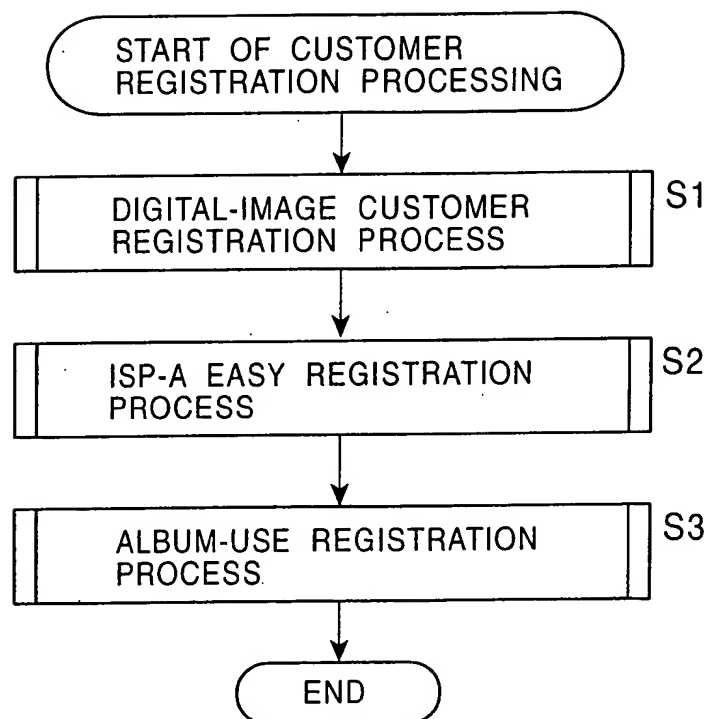 START OF CUSTOMER
REGISTRATION PROCESSING
DIGITAL-IMAGE CUSTOMER
REGISTRATION PROCESS
S1
ISP-A EASY REGISTRATION
PROCESS
S2
ALBUM-USE REGISTRATION
PROCESS
S3
END